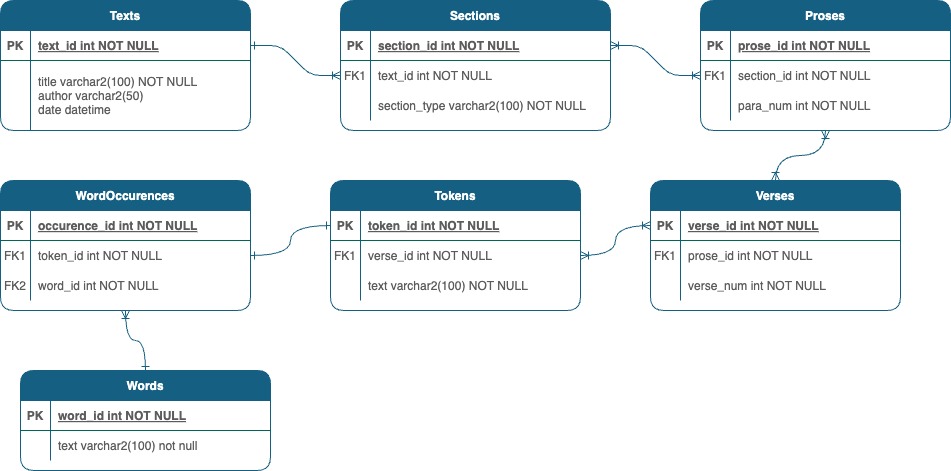 Texts
PK text_id int NOT NULL
title varchar2(100) NOT NULL
author varchar2(50)
date datetime
Sections
PK section_id int NOT NULL
FK1 text_id int NOT NULL
section_type varchar2(100) NOT NULL
Proses
PK prose_id int NOT NULL
FK1 section_id int NOT NULL
para_num int NOT NULL
WordOccurences
PK occurence_id int NOT NULL
FK1 token_id int NOT NULL
FK2 word_id int NOT NULL
Tokens
PK token_id int NOT NULL
FK1 verse_id int NOT NULL
text varchar2(100) NOT NULL
Verses
PK verse_id int NOT NULL
FK1 prose_id int NOT NULL
verse_num int NOT NULL
Words
PK word_id int NOT NULL
text varchar2(100) not null